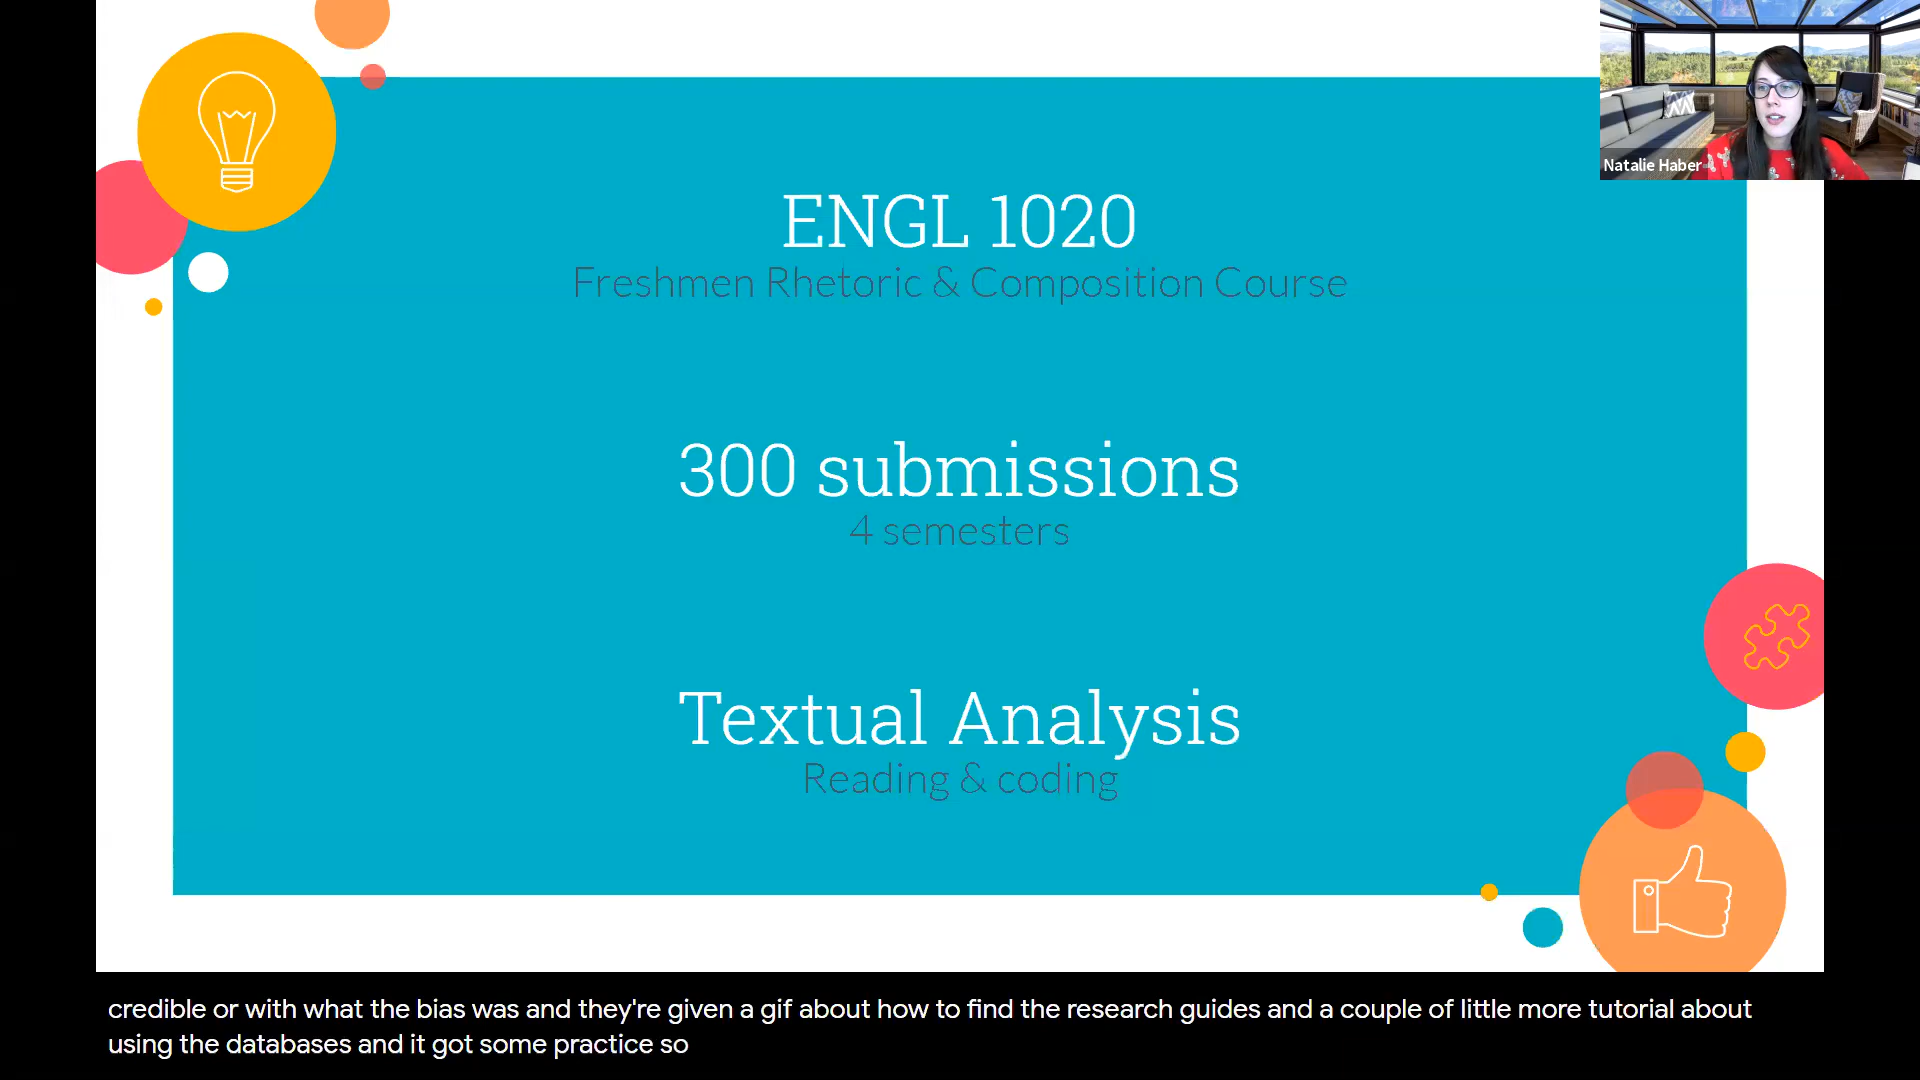 Natalie Haber
ENGL 1020
Freshmen Rhetoric & Composition Course
300 submissions
4 semesters
Textual Analysis
Reading & coding
credible or with what the bias was and they're given a gif about how to find the research guides and a couple of little more tutorial about
using the databases and it got some practice so